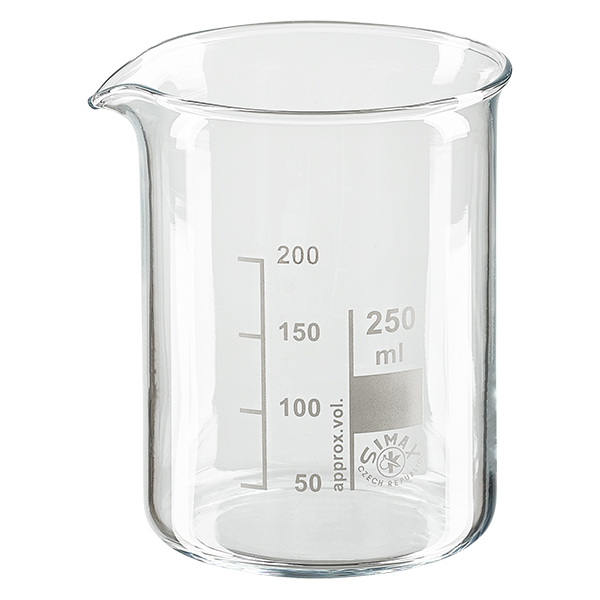 200
150
100
50
approx.vol.
250
ml
SIMAX
CZECH REPUBLIC